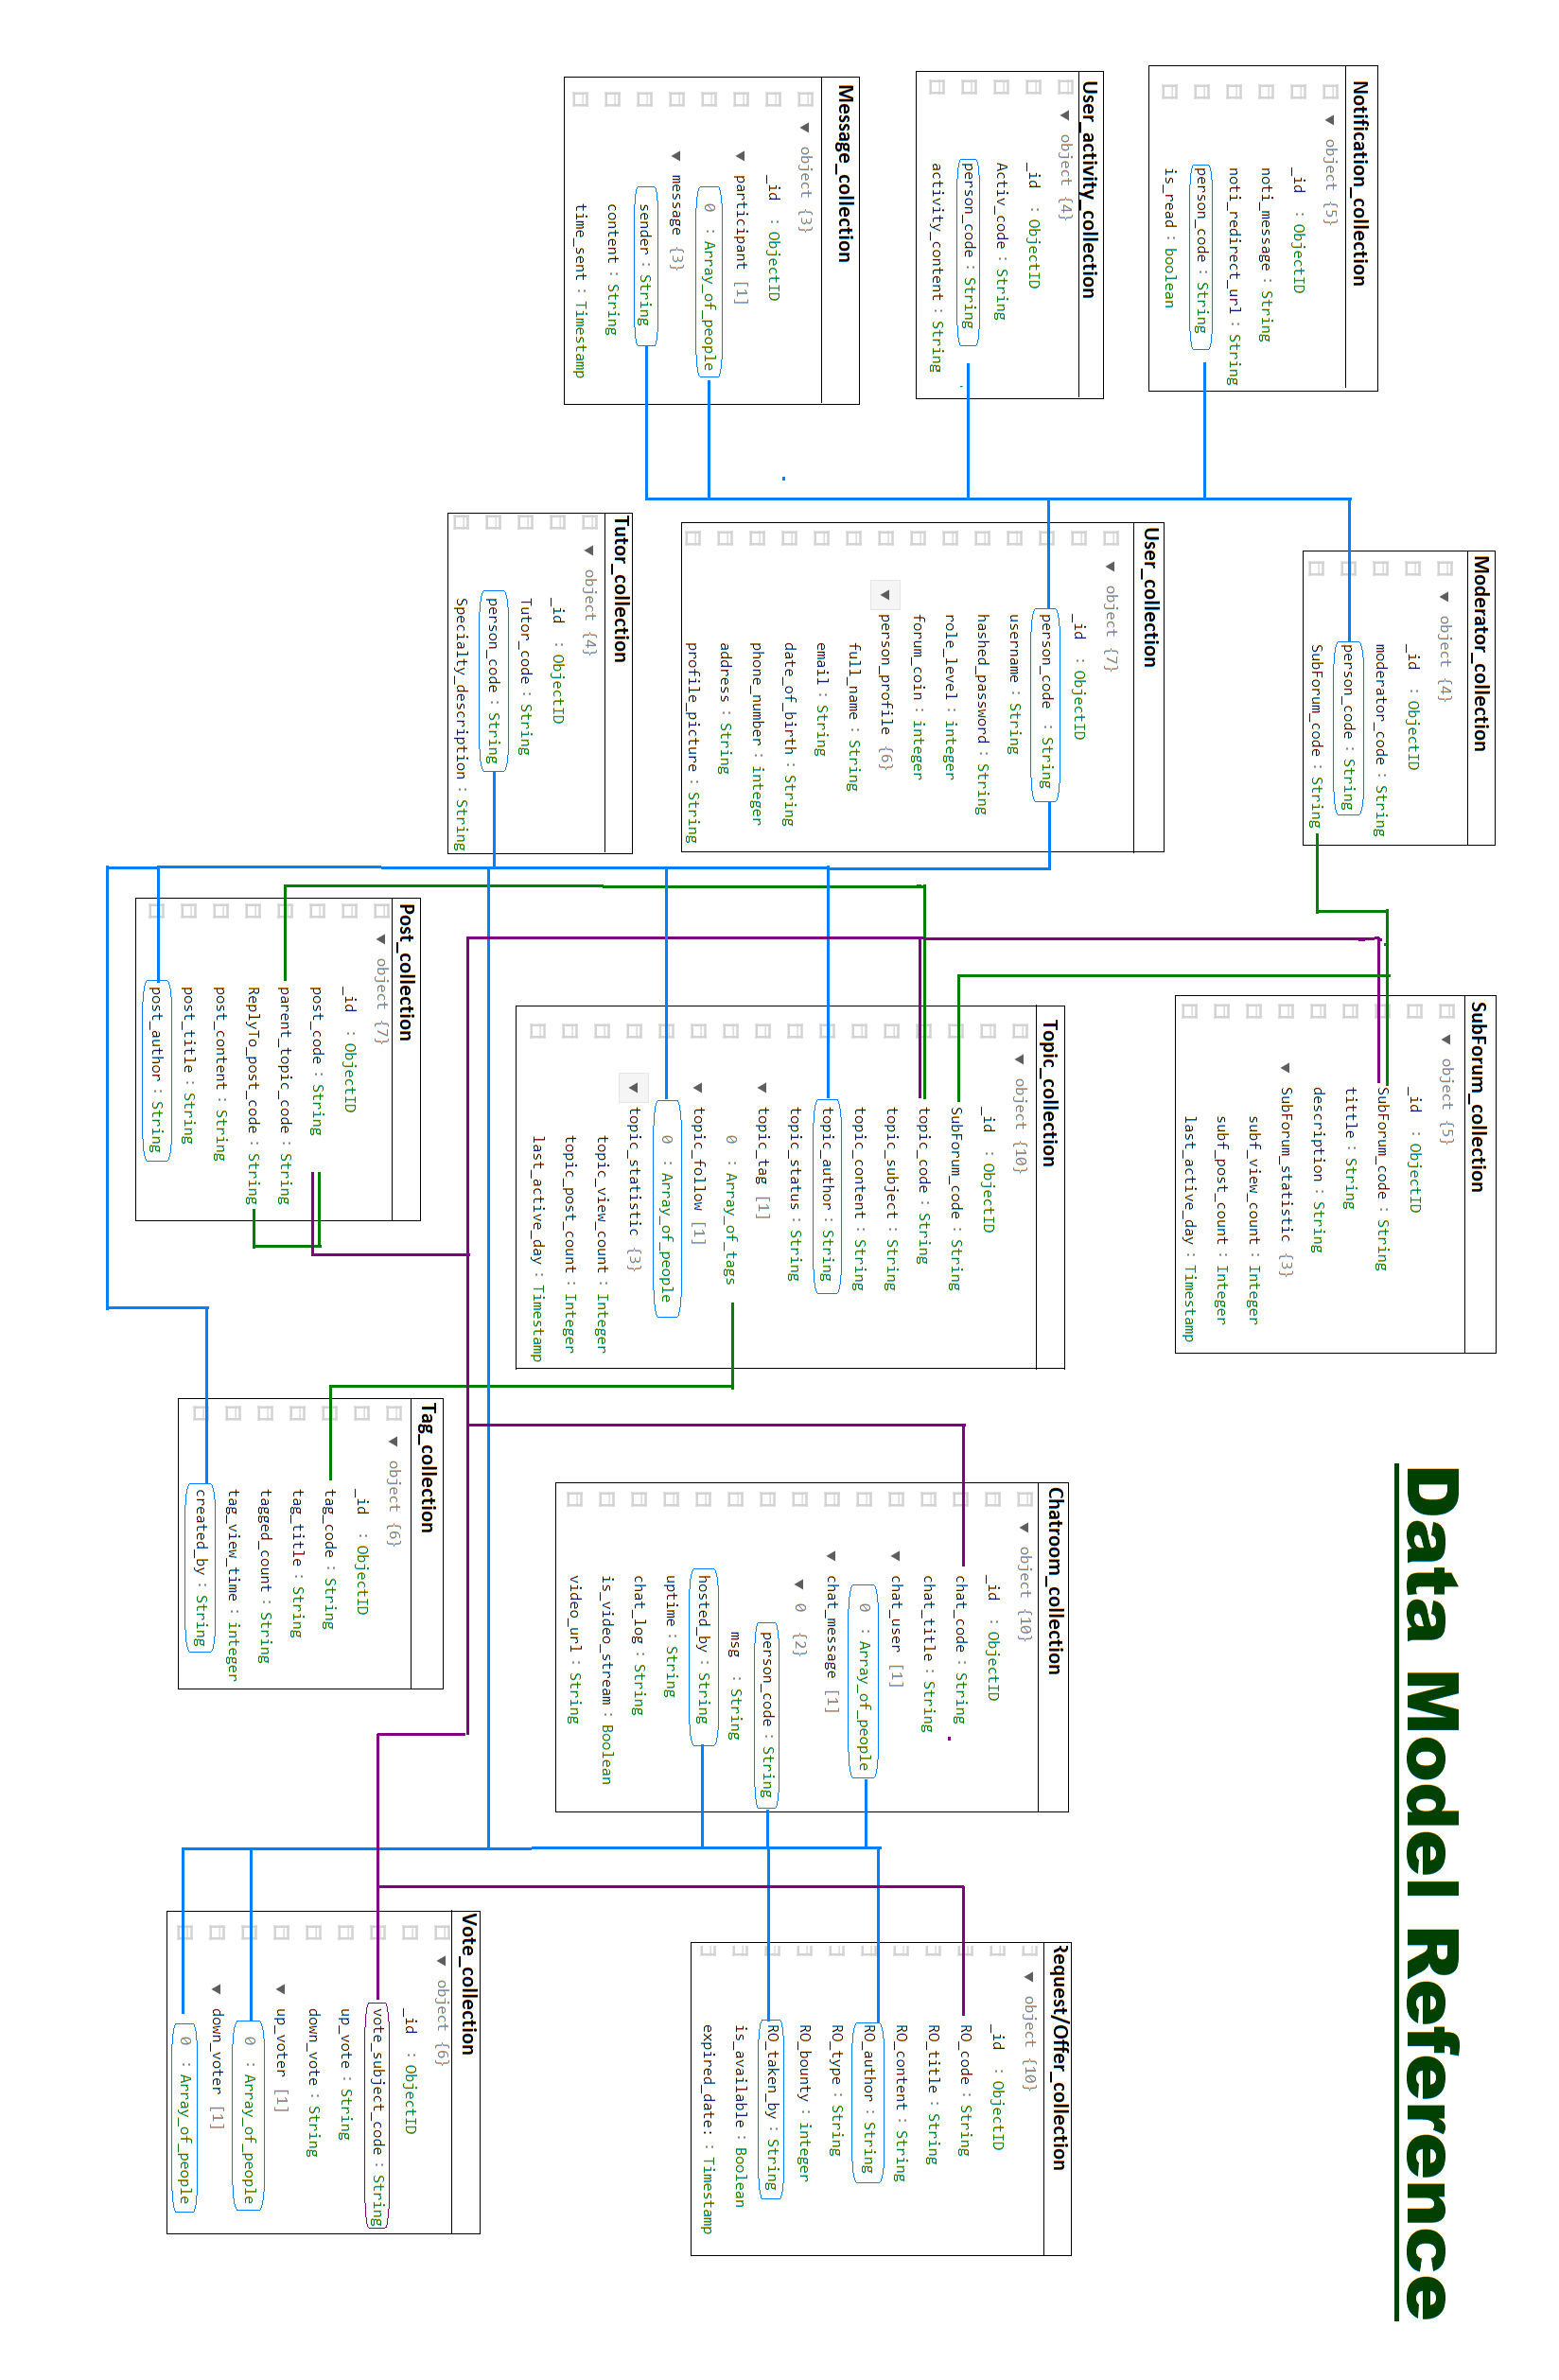 Data Model Reference
Notification_collection
object {5}
_id : ObjectID
noti_message : String
noti_redirect_url : String
person_code : String
is_read : boolean
Moderator_collection
object {4}
_id : ObjectID
moderator_code : String
person_code : String
SubForum_code : String
SubForum_collection
object {5}
_id : ObjectID
SubForum_code : String
tittle : String
description : String
SubForum_statistic {3}
subf_view_count : Integer
subf_post_count : Integer
last_active_day : Timestamp
User_activity_collection
object {4}
_id : ObjectID
Activ_code : String
person_code : String
activity_content : String
User_collection
object {7}
_id : ObjectID
person_code : String
username : String
hashed_password : String
role_level : integer
forum_coin : integer
person_profile {6}
full_name : String
email : String
date_of_birth : String
phone_number : integer
address : String
profile_picture : String
Topic_collection
object {10}
_id : ObjectID
SubForum_code : String
topic_code : String
topic_subject : String
topic_content : String
topic_author : String
topic_status : String
topic_tag [1]
0 : Array_of_tags
topic_follow [1]
0 : Array_of_people
topic_statistic {3}
topic_view_count : Integer
topic_post_count : Integer
last_active_day : Timestamp
Chatroom_collection
object {10}
_id : ObjectID
chat_code : String
chat_title : String
chat_user [1]
0 : Array_of_people
chat_message [1]
0 {2}
person_code : String
msg : String
hosted_by : String
uptime : String
chat_log : String
is_video_stream : Boolean
video_url : String
Request/Offer_collection
object {10}
_id : ObjectID
RO_code : String
RO_title : String
RO_content : String
RO_author : String
RO_type : String
RO_bounty : integer
RO_taken_by : String
is_available : Boolean
expired_date: : Timestamp
Message_collection
object {3}
_id : ObjectID
participant [1]
0 : Array_of_people
message {3}
sender : String
content : String
time_sent : Timestamp
Tutor_collection
object {4}
_id : ObjectID
Tutor_code : String
person_code : String
Specialty_description : String
Post_collection
object {7}
_id : ObjectID
post_code : String
parent_topic_code : String
ReplyTo_post_code : String
post_content : String
post_title : String
post_author : String
Tag_collection
object {6}
_id : ObjectID
tag_code : String
tag_title : String
tagged_count : String
tag_view_time : integer
created_by : String
Vote_collection
object {6}
_id : ObjectID
vote_subject_code : String
up_vote : String
down_vote : String
up_voter [1]
0 : Array_of_people
down_voter [1]
0 : Array_of_people